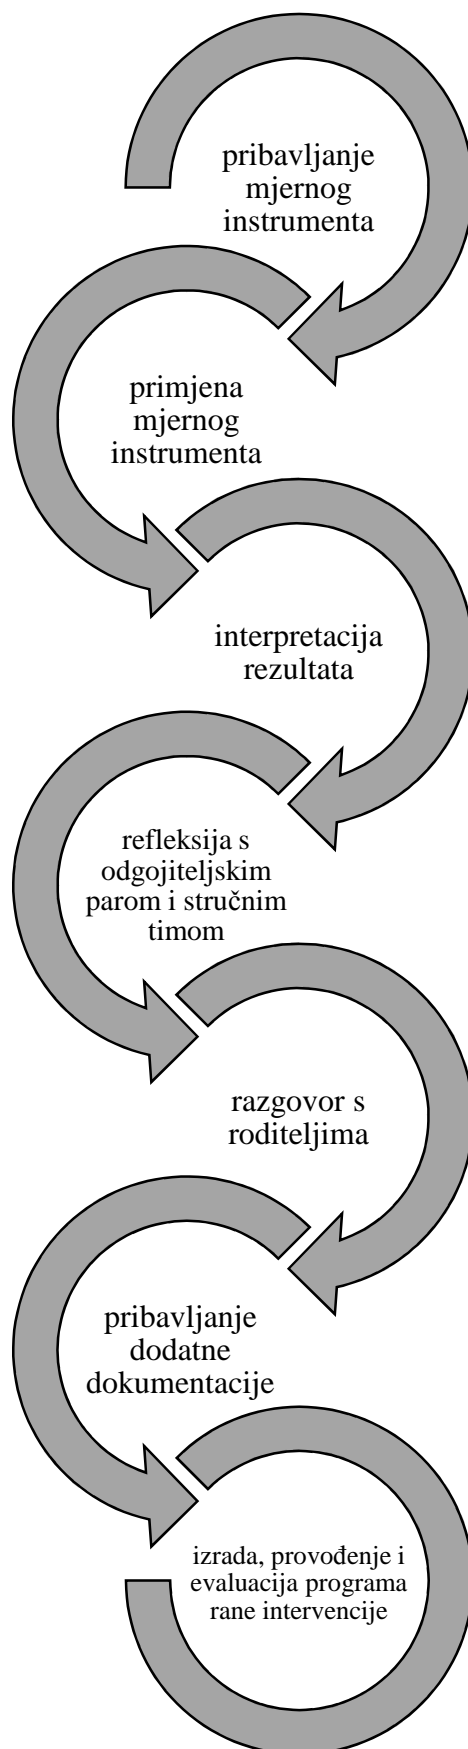 pribavljanje
mjernog
instrumenta
primjena
mjernog
instrumenta
interpretacija
rezultata
refleksija s
odgojiteljskim
parom i stručnim
timom
razgovor s
roditeljima
pribavljanje
dodatne
dokumentacije
izrada, provođenje i
evaluacija programa
rane intervencije